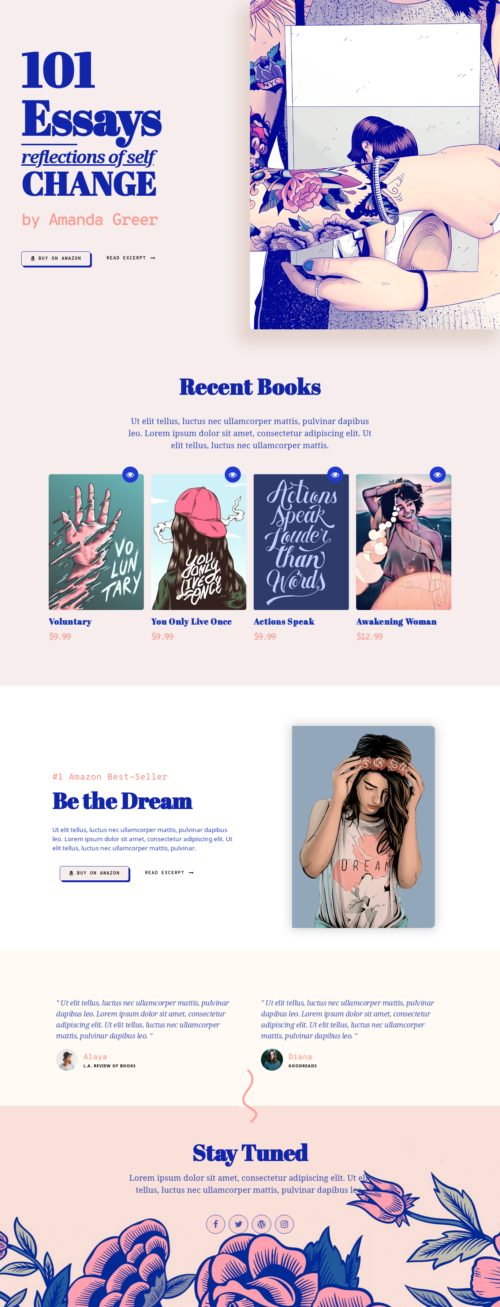 101
Essays
reflections of self
CHANGE
by Amanda Greer
BUY ON AMAZON
READ EXCERPT
NYC
Recent Books
Ut elit tellus, luctus nec ullamcorper mattis, pulvinar dapibus
leo. Lorem ipsum dolor sit amet, consectetur adipiscing elit. Ut
elit tellus, luctus nec ullamcorper mattis.
VO
LUN
TARY
YOU
ONLY
LIVE
ONCE
Actions
Speak
Louder
than
Words
Voluntary
$9.99
You Only Live Once
$9.99
Actions Speak
$9.99
Awakening Woman
$12.99
#1 Amazon Best-Seller
Be the Dream
Ut elit tellus, luctus nec ullamcorper mattis, pulvinar dapibus
leo. Lorem ipsum dolor sit amet, consectetur adipiscing elit. Ut
elit tellus, luctus nec ullamcorper mattis, pulvinar.
BUY ON AMAZON
READ EXCERPT
DREAM
" Ut elit tellus, luctus nec ullamcorper mattis, pulvinar
dapibus leo. Lorem ipsum dolor sit amet, consectetur
adipiscing elit. Ut elit tellus, luctus nec ullamcorper
mattis, pulvinar dapibus leo. "
Alaya
L.A. REVIEW OF BOOKS
" Ut elit tellus, luctus nec ullamcorper mattis, pulvinar
dapibus leo. Lorem ipsum dolor sit amet, consectetur
adipiscing elit. Ut elit tellus, luctus nec ullamcorper
mattis, pulvinar dapibus leo. "
Diana
GOODREADS
Stay Tuned
Lorem ipsum dolor sit amet, consectetur adipiscing elit. Ut elit
tellus, luctus nec ullamcorper mattis, pulvinar dapibus